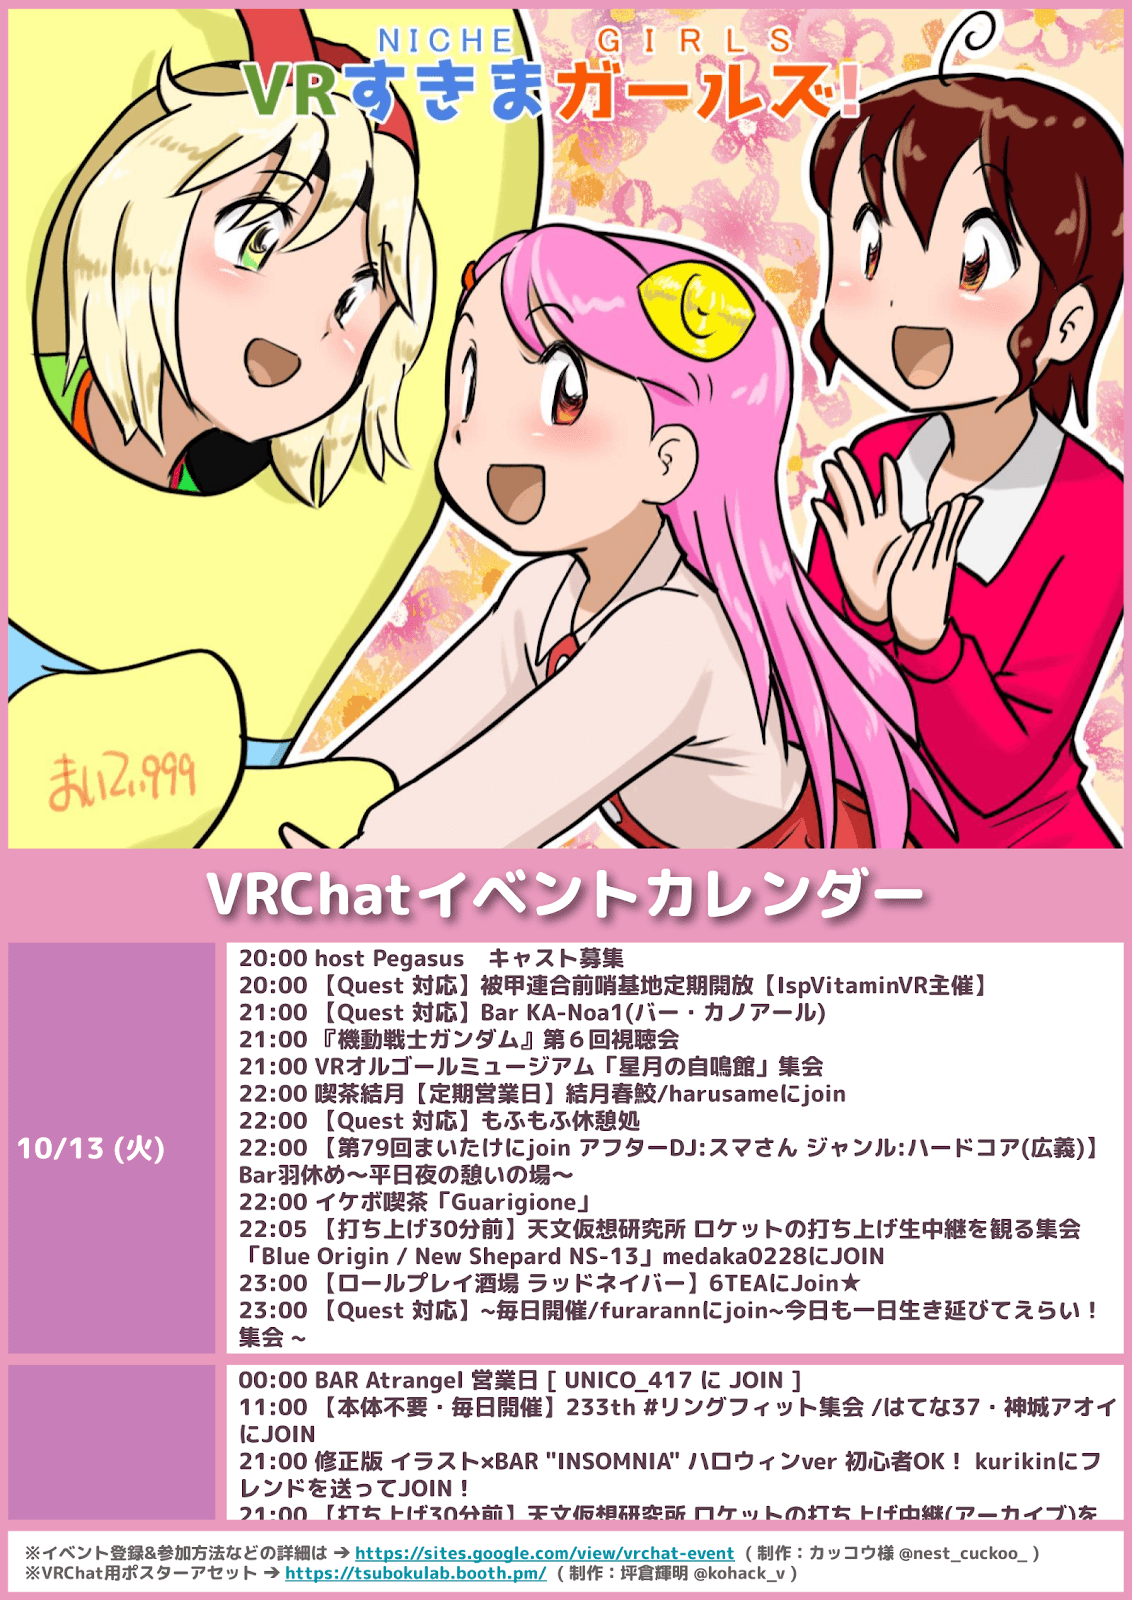 NICHE GIRLS
VRすきまガールズ!
まいてい999
VRChatイベントカレンダー
10/13 (火)
20:00 host Pegasus　キャスト募集
20:00 【Quest 対応】被甲連合前哨基地定期開放【IspVitaminVR主催】
21:00 【Quest 対応】Bar KA-Noa1(バー・カノアール)
21:00 『機動戦士ガンダム』第６回視聴会
21:00 VRオルゴールミュージアム「星月の自鳴館」集会
22:00 喫茶結月【定期営業日】結月春鮫/harusameにjoin
22:00 【Quest 対応】もふもふ休憩処
22:00 【第79回まいたけにjoin アフターDJ:スマさん ジャンル:ハードコア(広義)】
Bar羽休め～平日夜の憩いの場～
22:00 イケボ喫茶「Guarigione」
22:05 【打ち上げ30分前】天文仮想研究所 ロケットの打ち上げ生中継を観る集会
「Blue Origin / New Shepard NS-13」medaka0228にJOIN
23:00 【ロールプレイ酒場 ラッドネイバー】6TEAにJoin★
23:00 【Quest 対応】~毎日開催/furarannにjoin~今日も一日生き延びてえらい！
集会 ~
00:00 BAR Atrangel 営業日 [ UNICO_417 に JOIN ]
11:00 【本体不要・毎日開催】233th #リングフィット集会 /はてな37・神城アオイ
にJOIN
21:00 修正版 イラスト×BAR "INSOMNIA" ハロウィンver 初心者OK！ kurikinにフ
レンドを送ってJOIN！
21:00 【打ち上げ30分前】天文仮想研究所 ロケットの打ち上げ中継(アーカイブ)を
※イベント登録&参加方法などの詳細は → https://sites.google.com/view/vrchat-event ( 制作：カッコウ様 @nest_cuckoo_ )
※VRChat用ポスターアセット → https://tsubokulab.booth.pm/ ( 制作：坪倉輝明 @kohack_v )